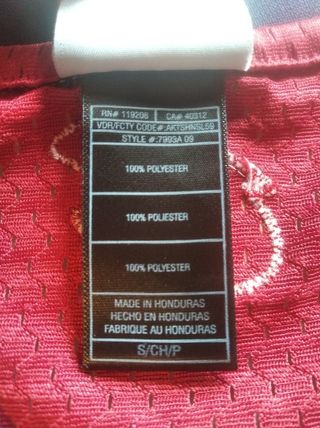 RN# 119206 CA# 40312
VDR/FCTY CODE#:AKTSHNSL69
STYLE #:7993A 09
100% POLYESTER
100% POLIESTER
100% POLYESTER
MADE IN HONDURAS
HECHO EN HONDURAS
FABRIQUE AU HONDURAS
S/CH/P